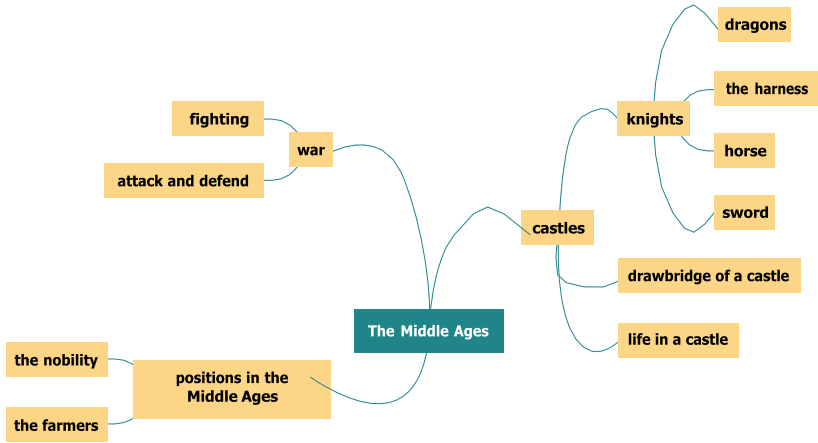 dragons
the harness
fighting
knights
war
horse
attack and defend
sword
castles
drawbridge of a castle
The Middle Ages
life in a castle
the nobility
positions in the
Middle Ages
the farmers